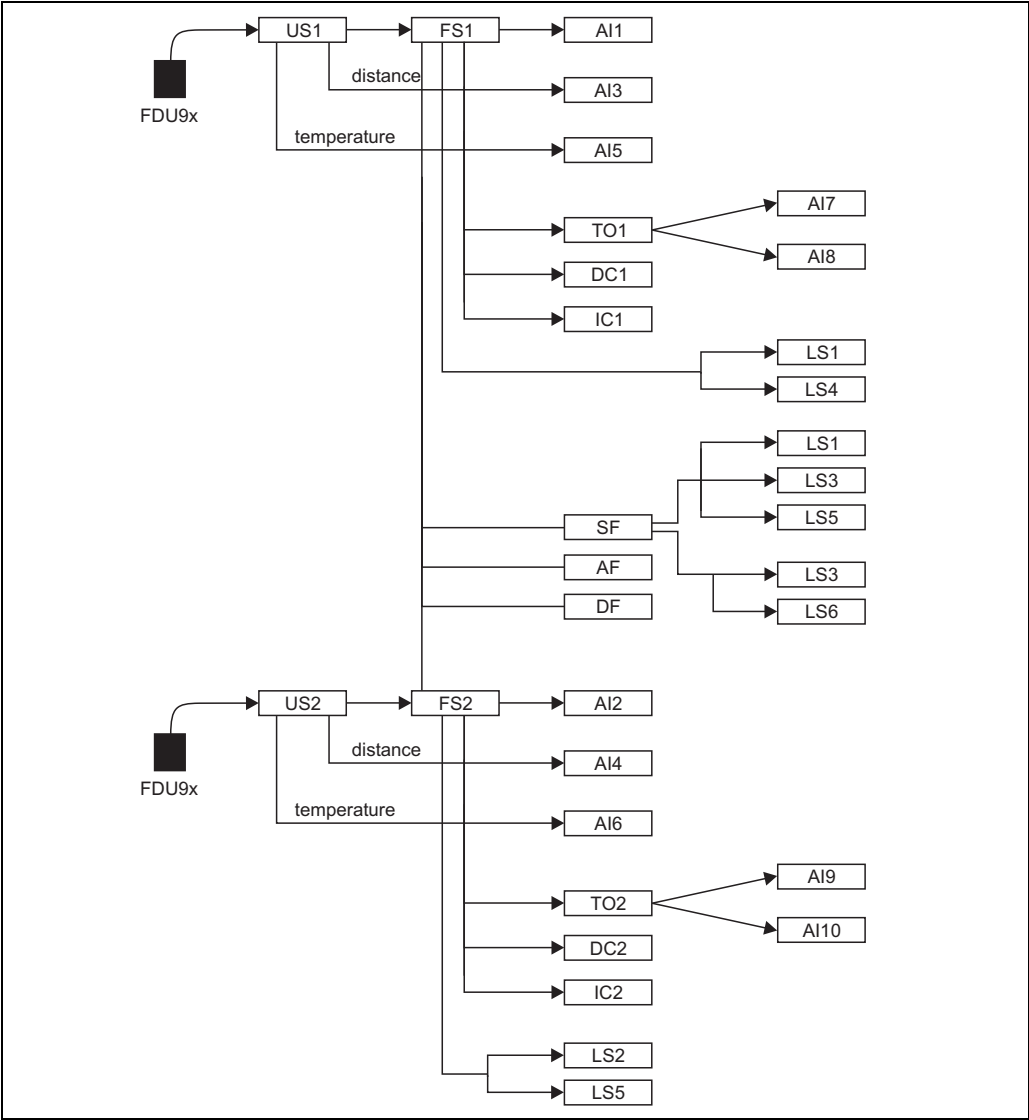 US1
FS1
AI1
distance
AI3
FDU9x
temperature
AI5
AI7
TO1
AI8
DC1
IC1
LS1
LS4
LS1
LS3
LS5
SF
AF
LS3
DF
LS6
US2
FS2
AI2
distance
AI4
FDU9x
temperature
AI6
AI9
TO2
AI10
DC2
IC2
LS2
LS5